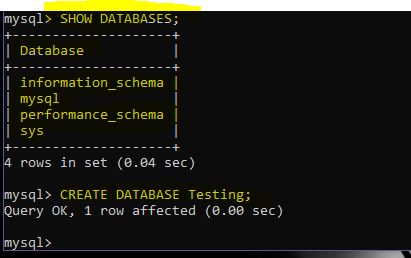 mysql> SHOW DATABASES;
+--------------------+
| Database           |
+--------------------+
| information_schema |
| mysql              |
| performance_schema |
| sys                |
+--------------------+
4 rows in set (0.04 sec)
mysql> CREATE DATABASE Testing;
Query OK, 1 row affected (0.00 sec)
mysql>